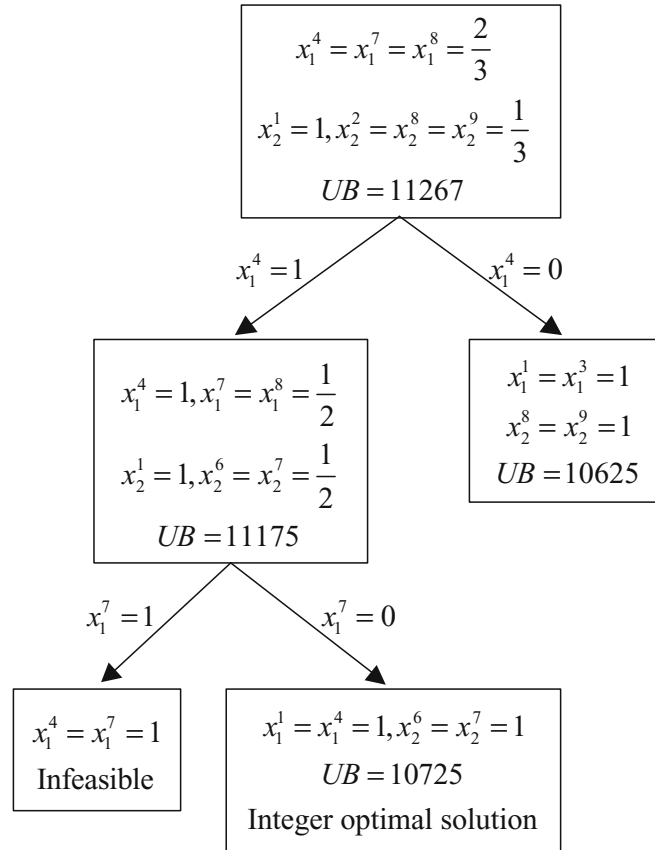 x_1^4 = x_1^7 = x_1^8 = 2/3
x_2^1 = 1, x_2^2 = x_2^8 = x_2^9 = 1/3
UB = 11267
x_1^4 = 1
x_1^4 = 0
x_1^4 = 1, x_1^7 = x_1^8 = 1/2
x_2^1 = 1, x_2^6 = x_2^7 = 1/2
UB = 11175
x_1^1 = x_1^3 = 1
x_2^8 = x_2^9 = 1
UB = 10625
x_1^7 = 1
x_1^7 = 0
x_1^4 = x_1^7 = 1
Infeasible
x_1^1 = x_1^4 = 1, x_2^6 = x_2^7 = 1
UB = 10725
Integer optimal solution